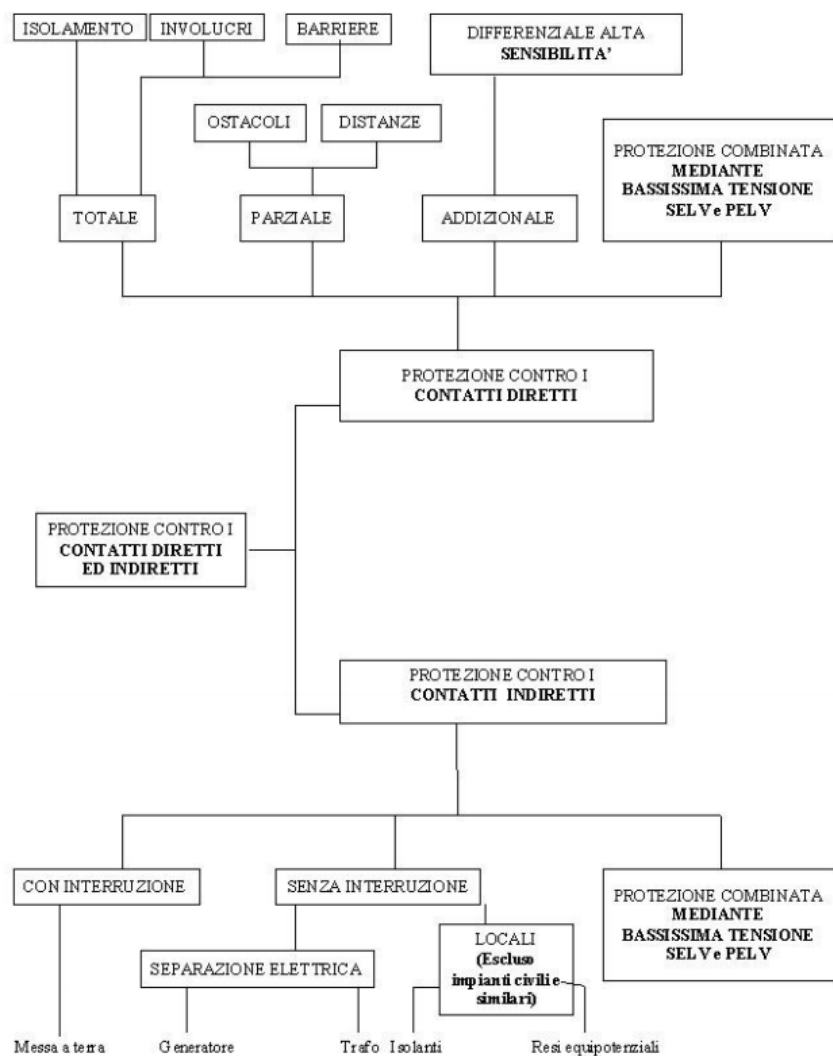 ISOLAMENTO
INVOLUCRI
BARRIERE
DIFFERENZIALE ALTA
SENSIBILITA'
OSTACOLI
DISTANZE
PROTEZIONE COMBINATA
MEDIANTE
BASSISSIMA TENSIONE
SELV e PELV
TOTALE
PARZIALE
ADDIZIONALE
PROTEZIONE CONTRO I
CONTATTI DIRETTI
PROTEZIONE CONTRO I
CONTATTI DIRETTI
ED INDIRETTI
PROTEZIONE CONTRO I
CONTATTI INDIRETTI
CON INTERRUZIONE
SENZA INTERRUZIONE
PROTEZIONE COMBINATA
MEDIANTE
BASSISSIMA TENSIONE
SELV e PELV
SEPARAZIONE ELETTRICA
LOCALI
(Escluso
impianti civili e
similari)
Messa a terra
Generatore
Trafo
Isolanti
Resi equipotenziali